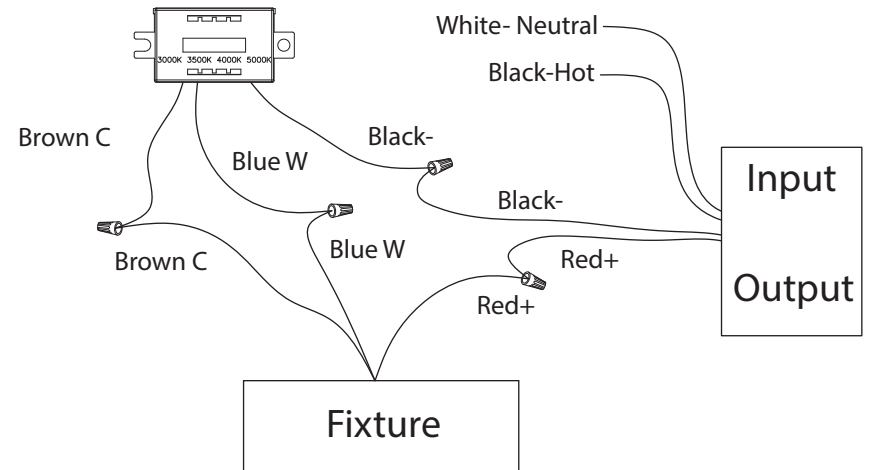 White- Neutral
Black-Hot
3000K 3500K 4000K 5000K
Brown C
Blue W
Black-
Black-
Brown C
Blue W
Red+
Red+
Input
Output
Fixture